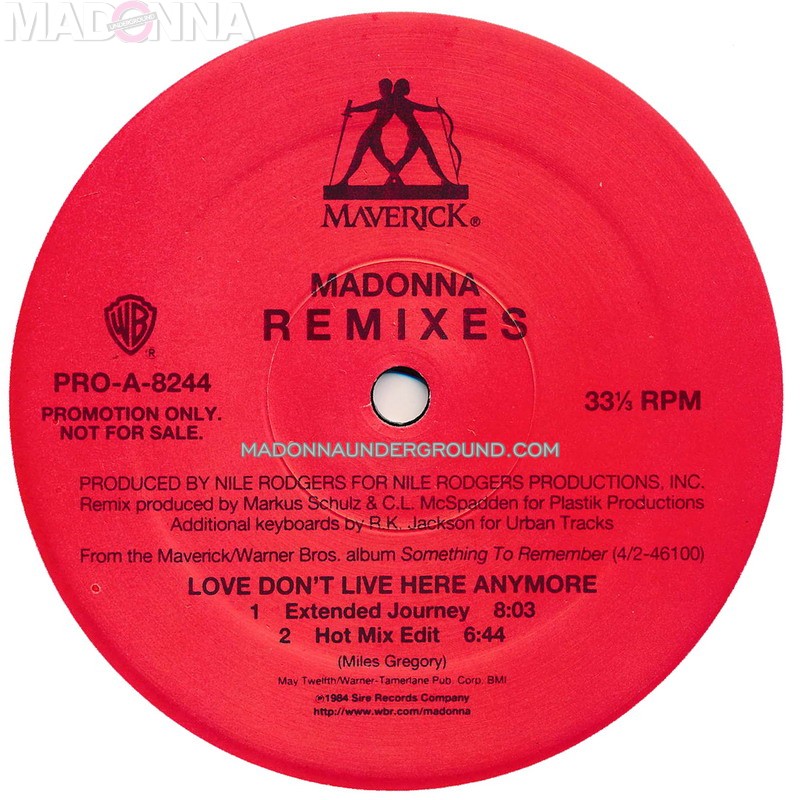 MADONNA
UNDERGROUND
MAVERICK®
MADONNA
REMIXES
WB
R
PRO-A-8244
PROMOTION ONLY.
NOT FOR SALE.
33⅓ RPM
MADONNAUNDERGROUND.COM
PRODUCED BY NILE RODGERS FOR NILE RODGERS PRODUCTIONS, INC.
Remix produced by Markus Schulz & C.L. McSpadden for Plastik Productions
Additional keyboards by R.K. Jackson for Urban Tracks
From the Maverick/Warner Bros. album Something To Remember (4/2-46100)
LOVE DON'T LIVE HERE ANYMORE
1 Extended Journey 8:03
2 Hot Mix Edit 6:44
(Miles Gregory)
May Twelfth/Warner-Tamerlane Pub. Corp. BMI
℗1984 Sire Records Company
http://www.wbr.com/madonna